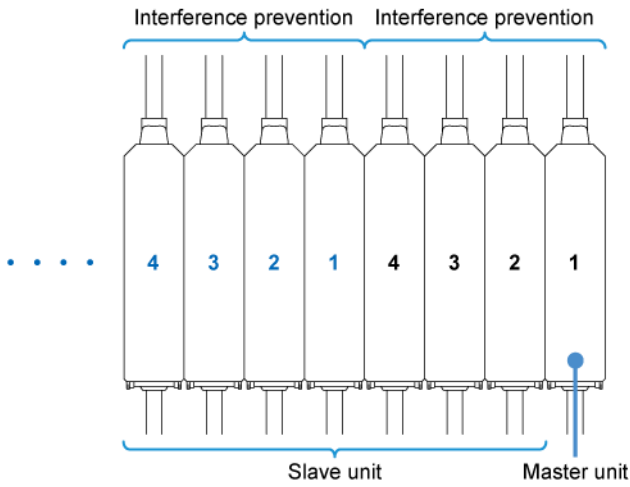 Interference prevention Interference prevention
4 3 2 1 4 3 2 1
Slave unit Master unit